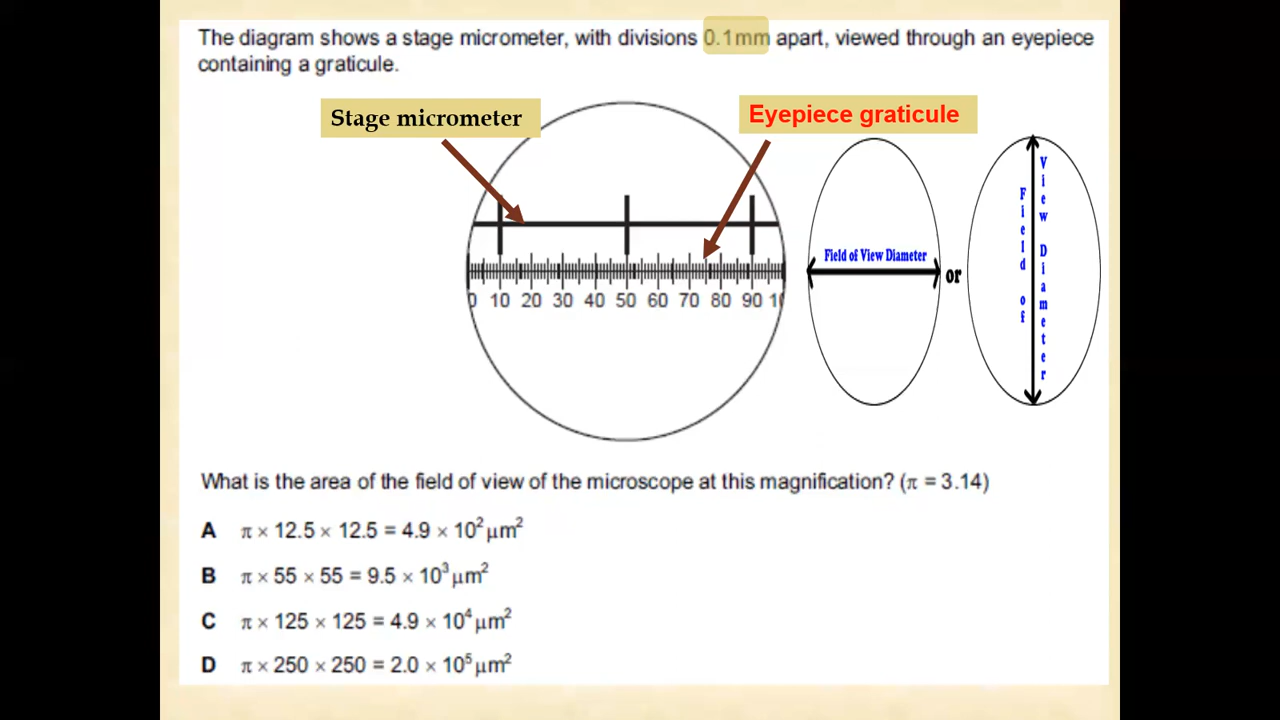 The diagram shows a stage micrometer, with divisions 0.1mm apart, viewed through an eyepiece
containing a graticule.
Stage micrometer
Eyepiece graticule
0 10 20 30 40 50 60 70 80 90 10
Field of View Diameter
or
Field of
View Diameter
What is the area of the field of view of the microscope at this magnification? (π = 3.14)
A π × 12.5 × 12.5 = 4.9 × 10² µm²
B π × 55 × 55 = 9.5 × 10³ µm²
C π × 125 × 125 = 4.9 × 10⁴ µm²
D π × 250 × 250 = 2.0 × 10⁵ µm²